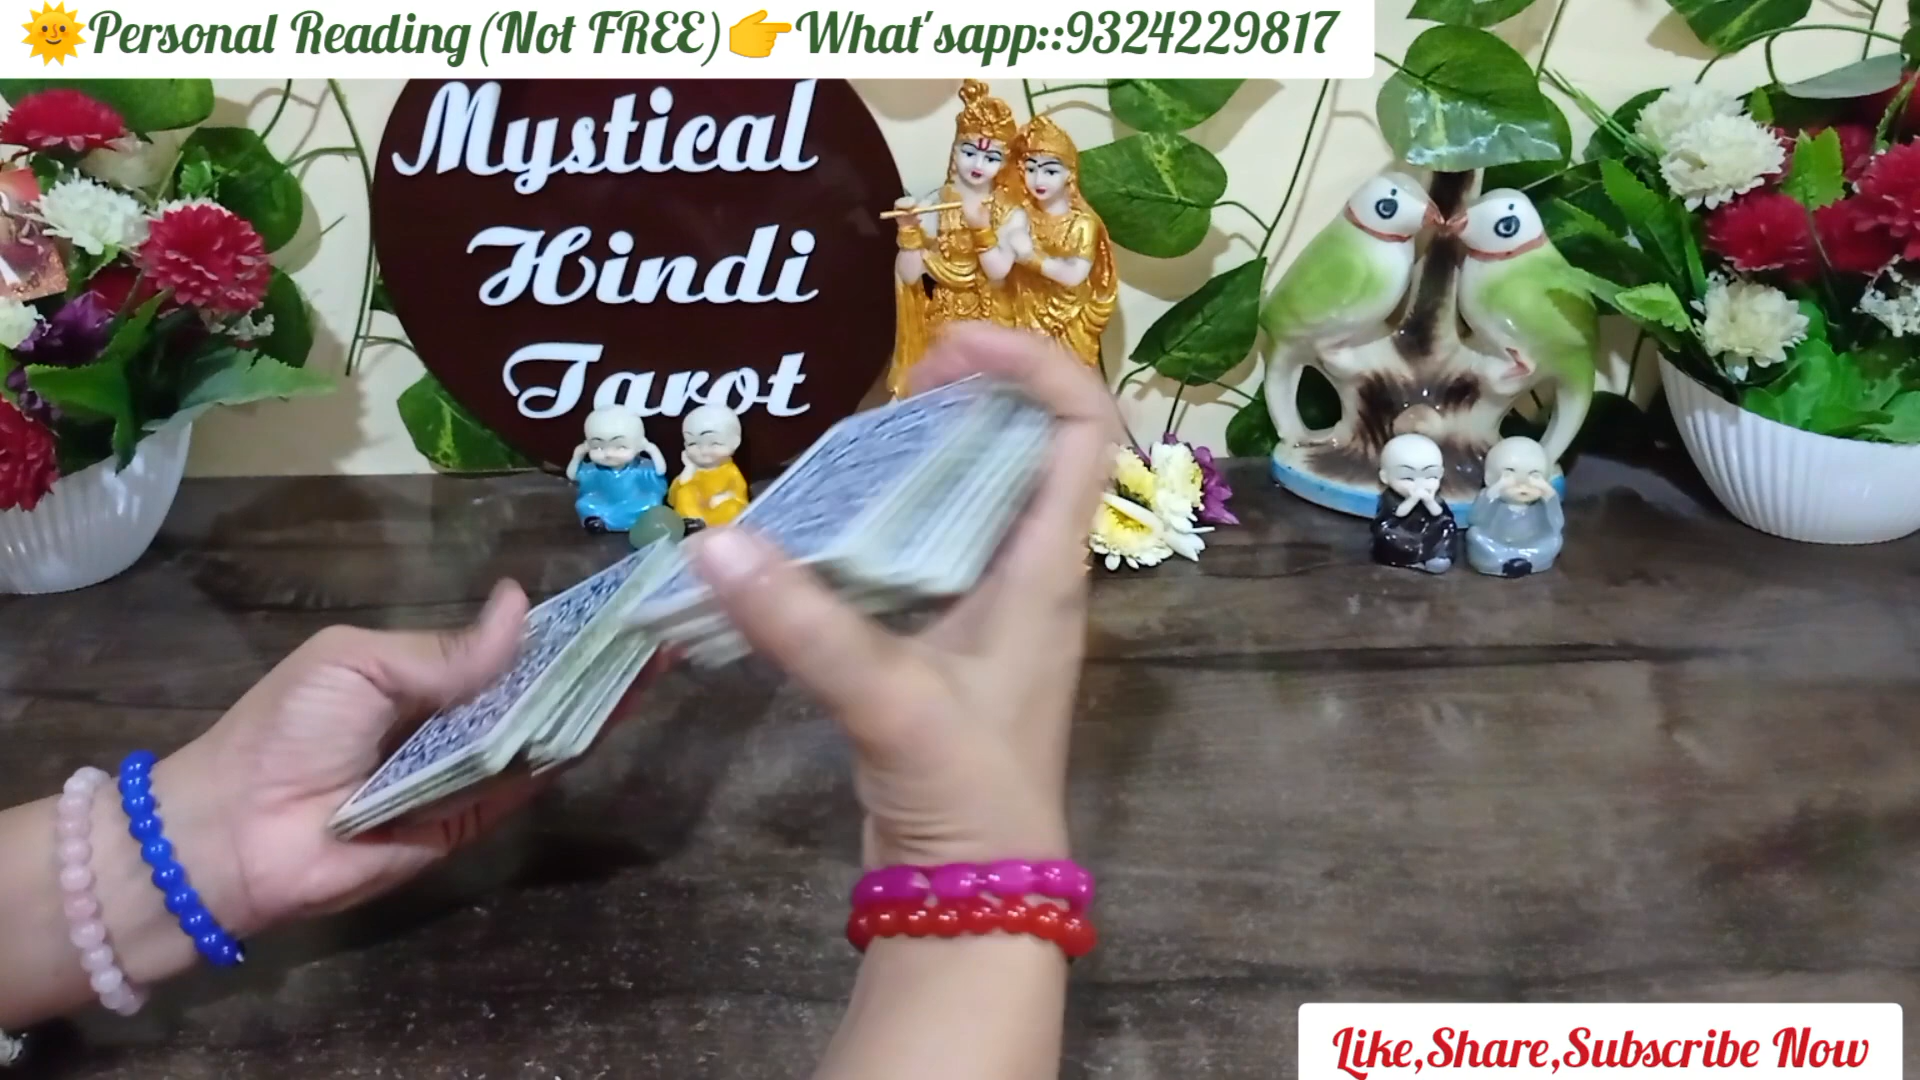 Personal Reading (Not FREE) What'sapp::9324229817
Mystical
Hindi
Tarot
Like,Share,Subscribe Now